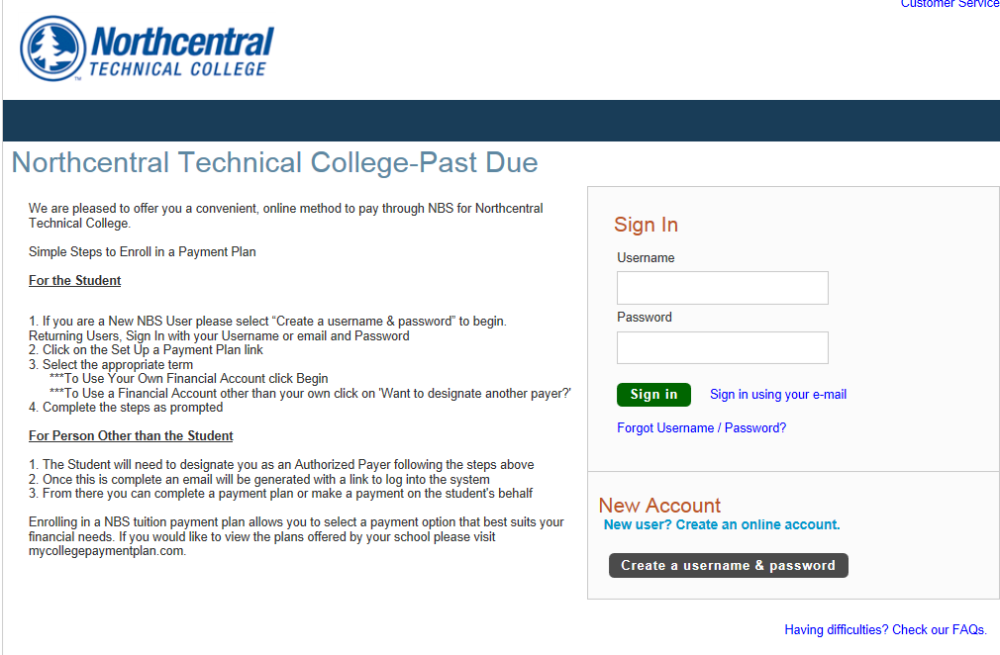 Customer Service
Northcentral
TECHNICAL COLLEGE
TM
Northcentral Technical College-Past Due
We are pleased to offer you a convenient, online method to pay through NBS for Northcentral
Technical College.
Simple Steps to Enroll in a Payment Plan
For the Student
1. If you are a New NBS User please select “Create a username & password” to begin.
Returning Users, Sign In with your Username or email and Password
2. Click on the Set Up a Payment Plan link
3. Select the appropriate term
***To Use Your Own Financial Account click Begin
***To Use a Financial Account other than your own click on 'Want to designate another payer?'
4. Complete the steps as prompted
For Person Other than the Student
1. The Student will need to designate you as an Authorized Payer following the steps above
2. Once this is complete an email will be generated with a link to log into the system
3. From there you can complete a payment plan or make a payment on the student's behalf
Enrolling in a NBS tuition payment plan allows you to select a payment option that best suits your
financial needs. If you would like to view the plans offered by your school please visit
mycollegepaymentplan.com.
Sign In
Username
Password
Sign in
Sign in using your e-mail
Forgot Username / Password?
New Account
New user? Create an online account.
Create a username & password
Having difficulties? Check our FAQs.